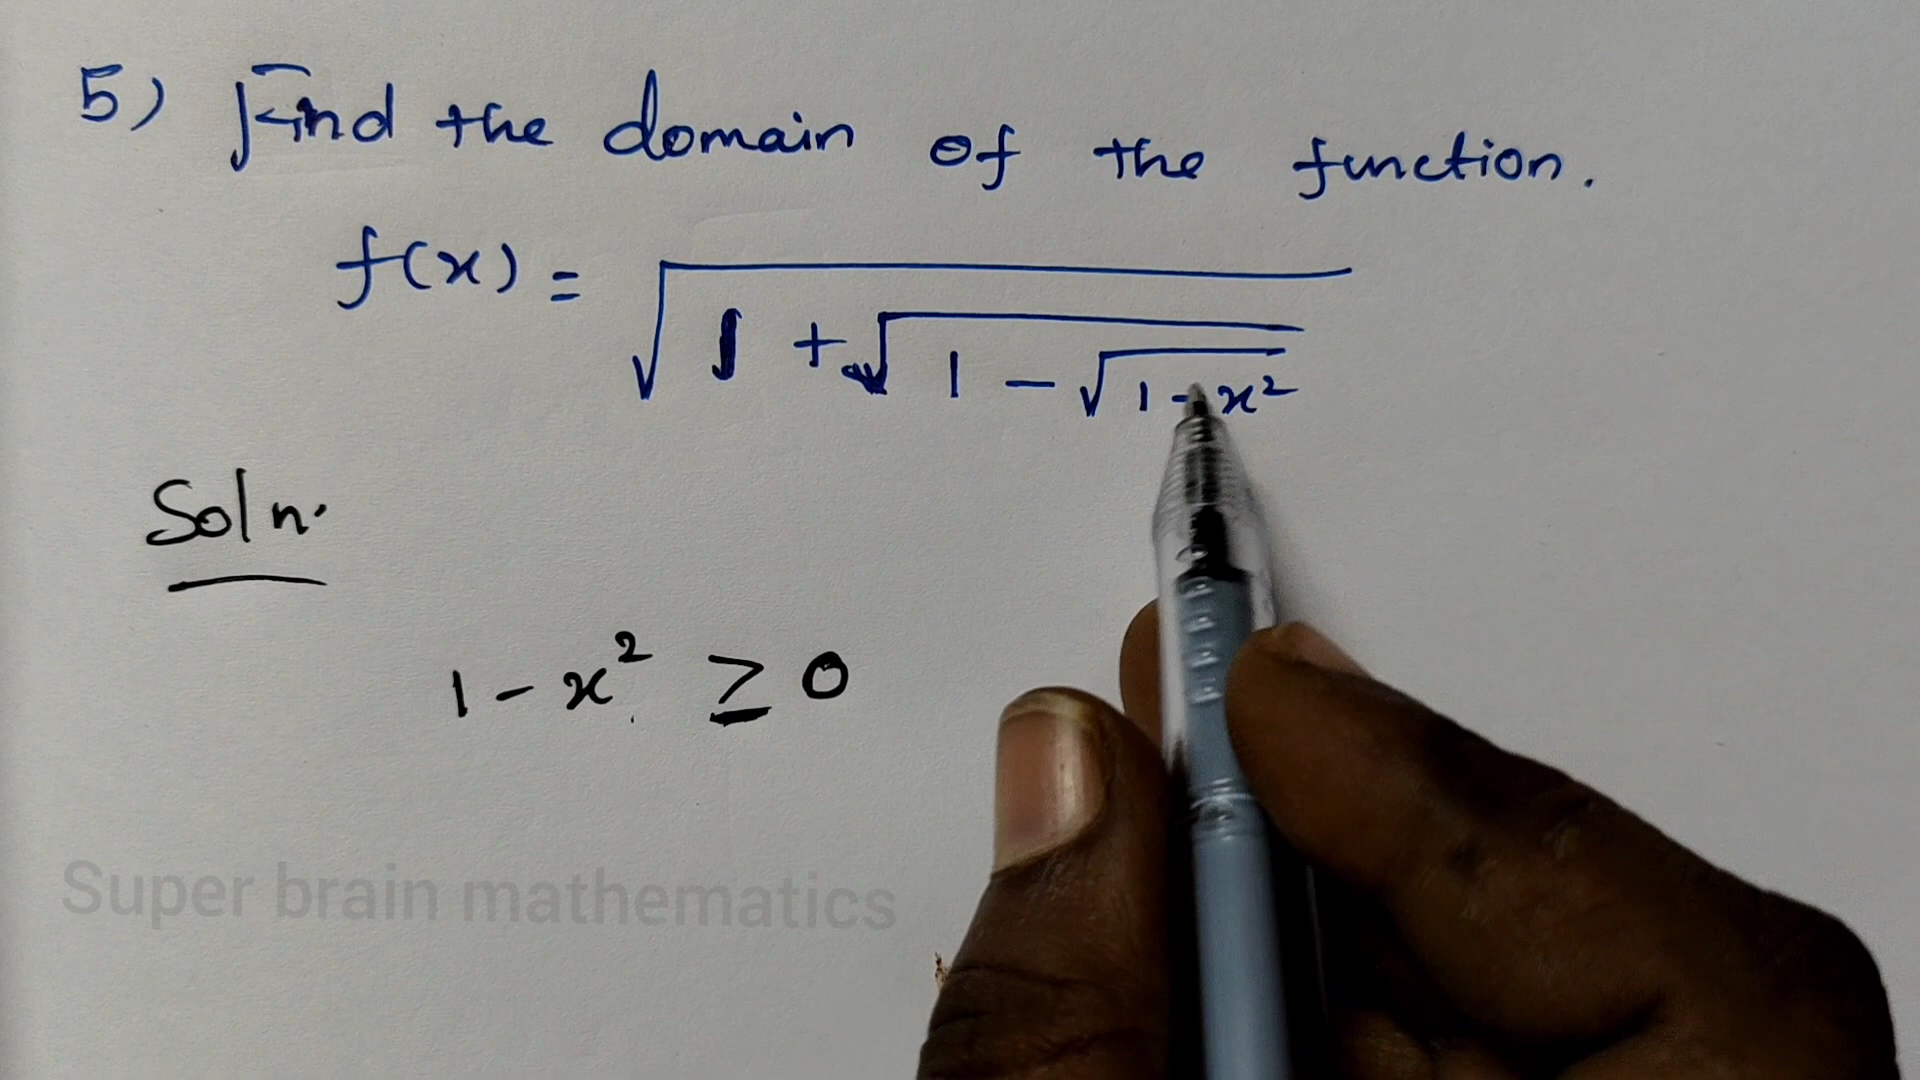 5) Find the domain of the function.
f(x) = √(1 + √(1 - √(1 - x²)))
Soln.
1 - x² ≥ 0
Super brain mathematics